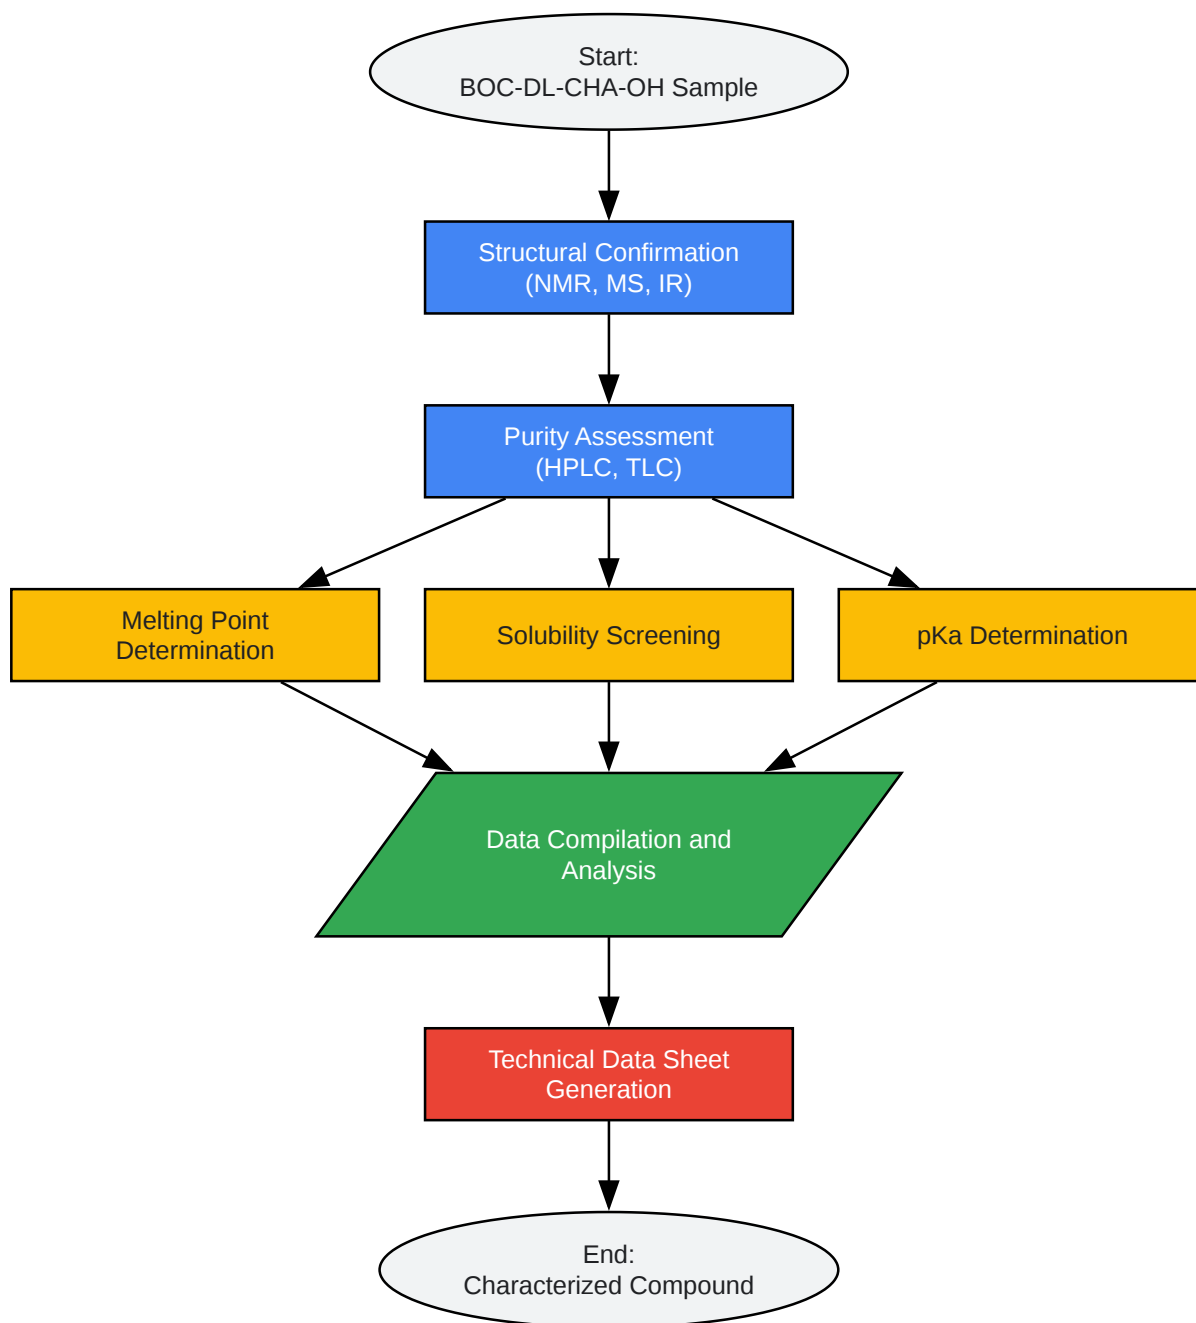 Start:
BOC-DL-CHA-OH Sample
Structural Confirmation
(NMR, MS, IR)
Purity Assessment
(HPLC, TLC)
Melting Point
Determination
Solubility Screening
pKa Determination
Data Compilation and
Analysis
Technical Data Sheet
Generation
End:
Characterized Compound